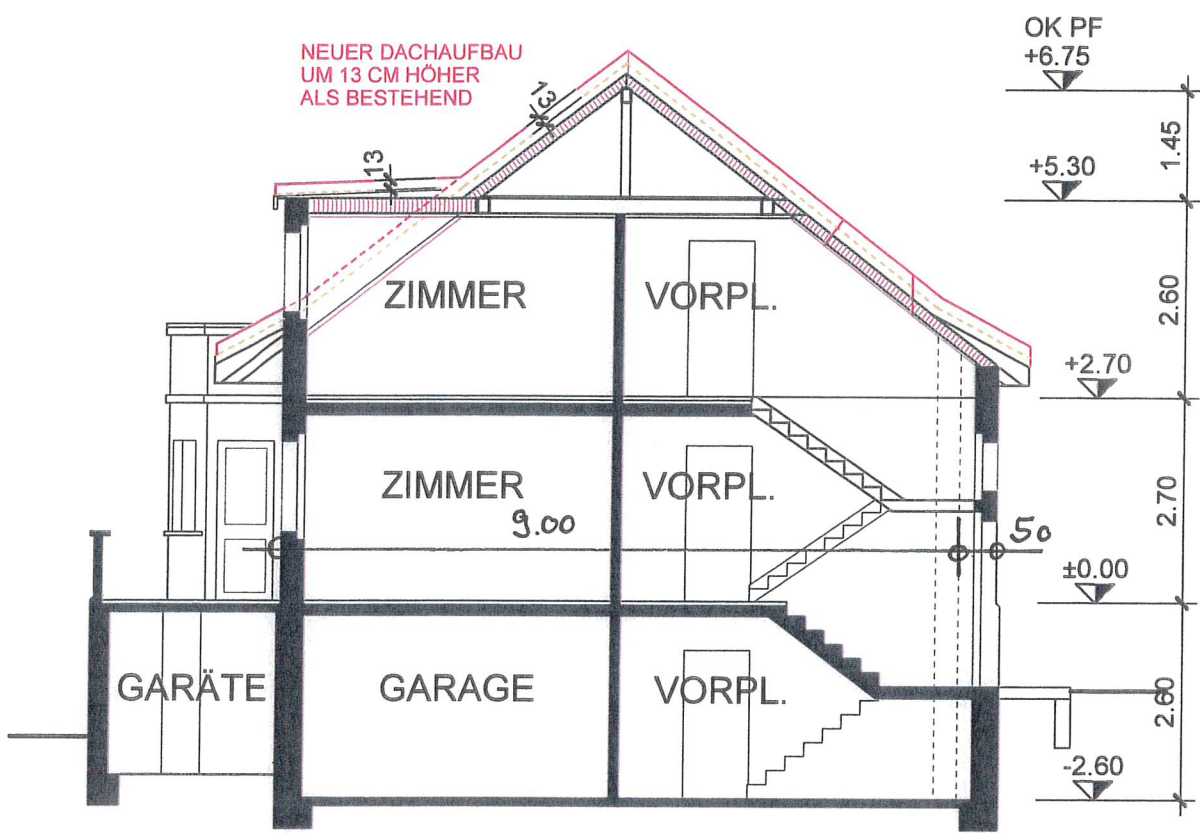 OK PF
+6.75
NEUER DACHAUFBAU
UM 13 CM HÖHER
ALS BESTEHEND
13
13
1.45
+5.30
ZIMMER
VORPL.
2.60
+2.70
ZIMMER
VORPL.
2.70
9.00
50
±0.00
GARÄTE
GARAGE
VORPL.
2.60
-2.60